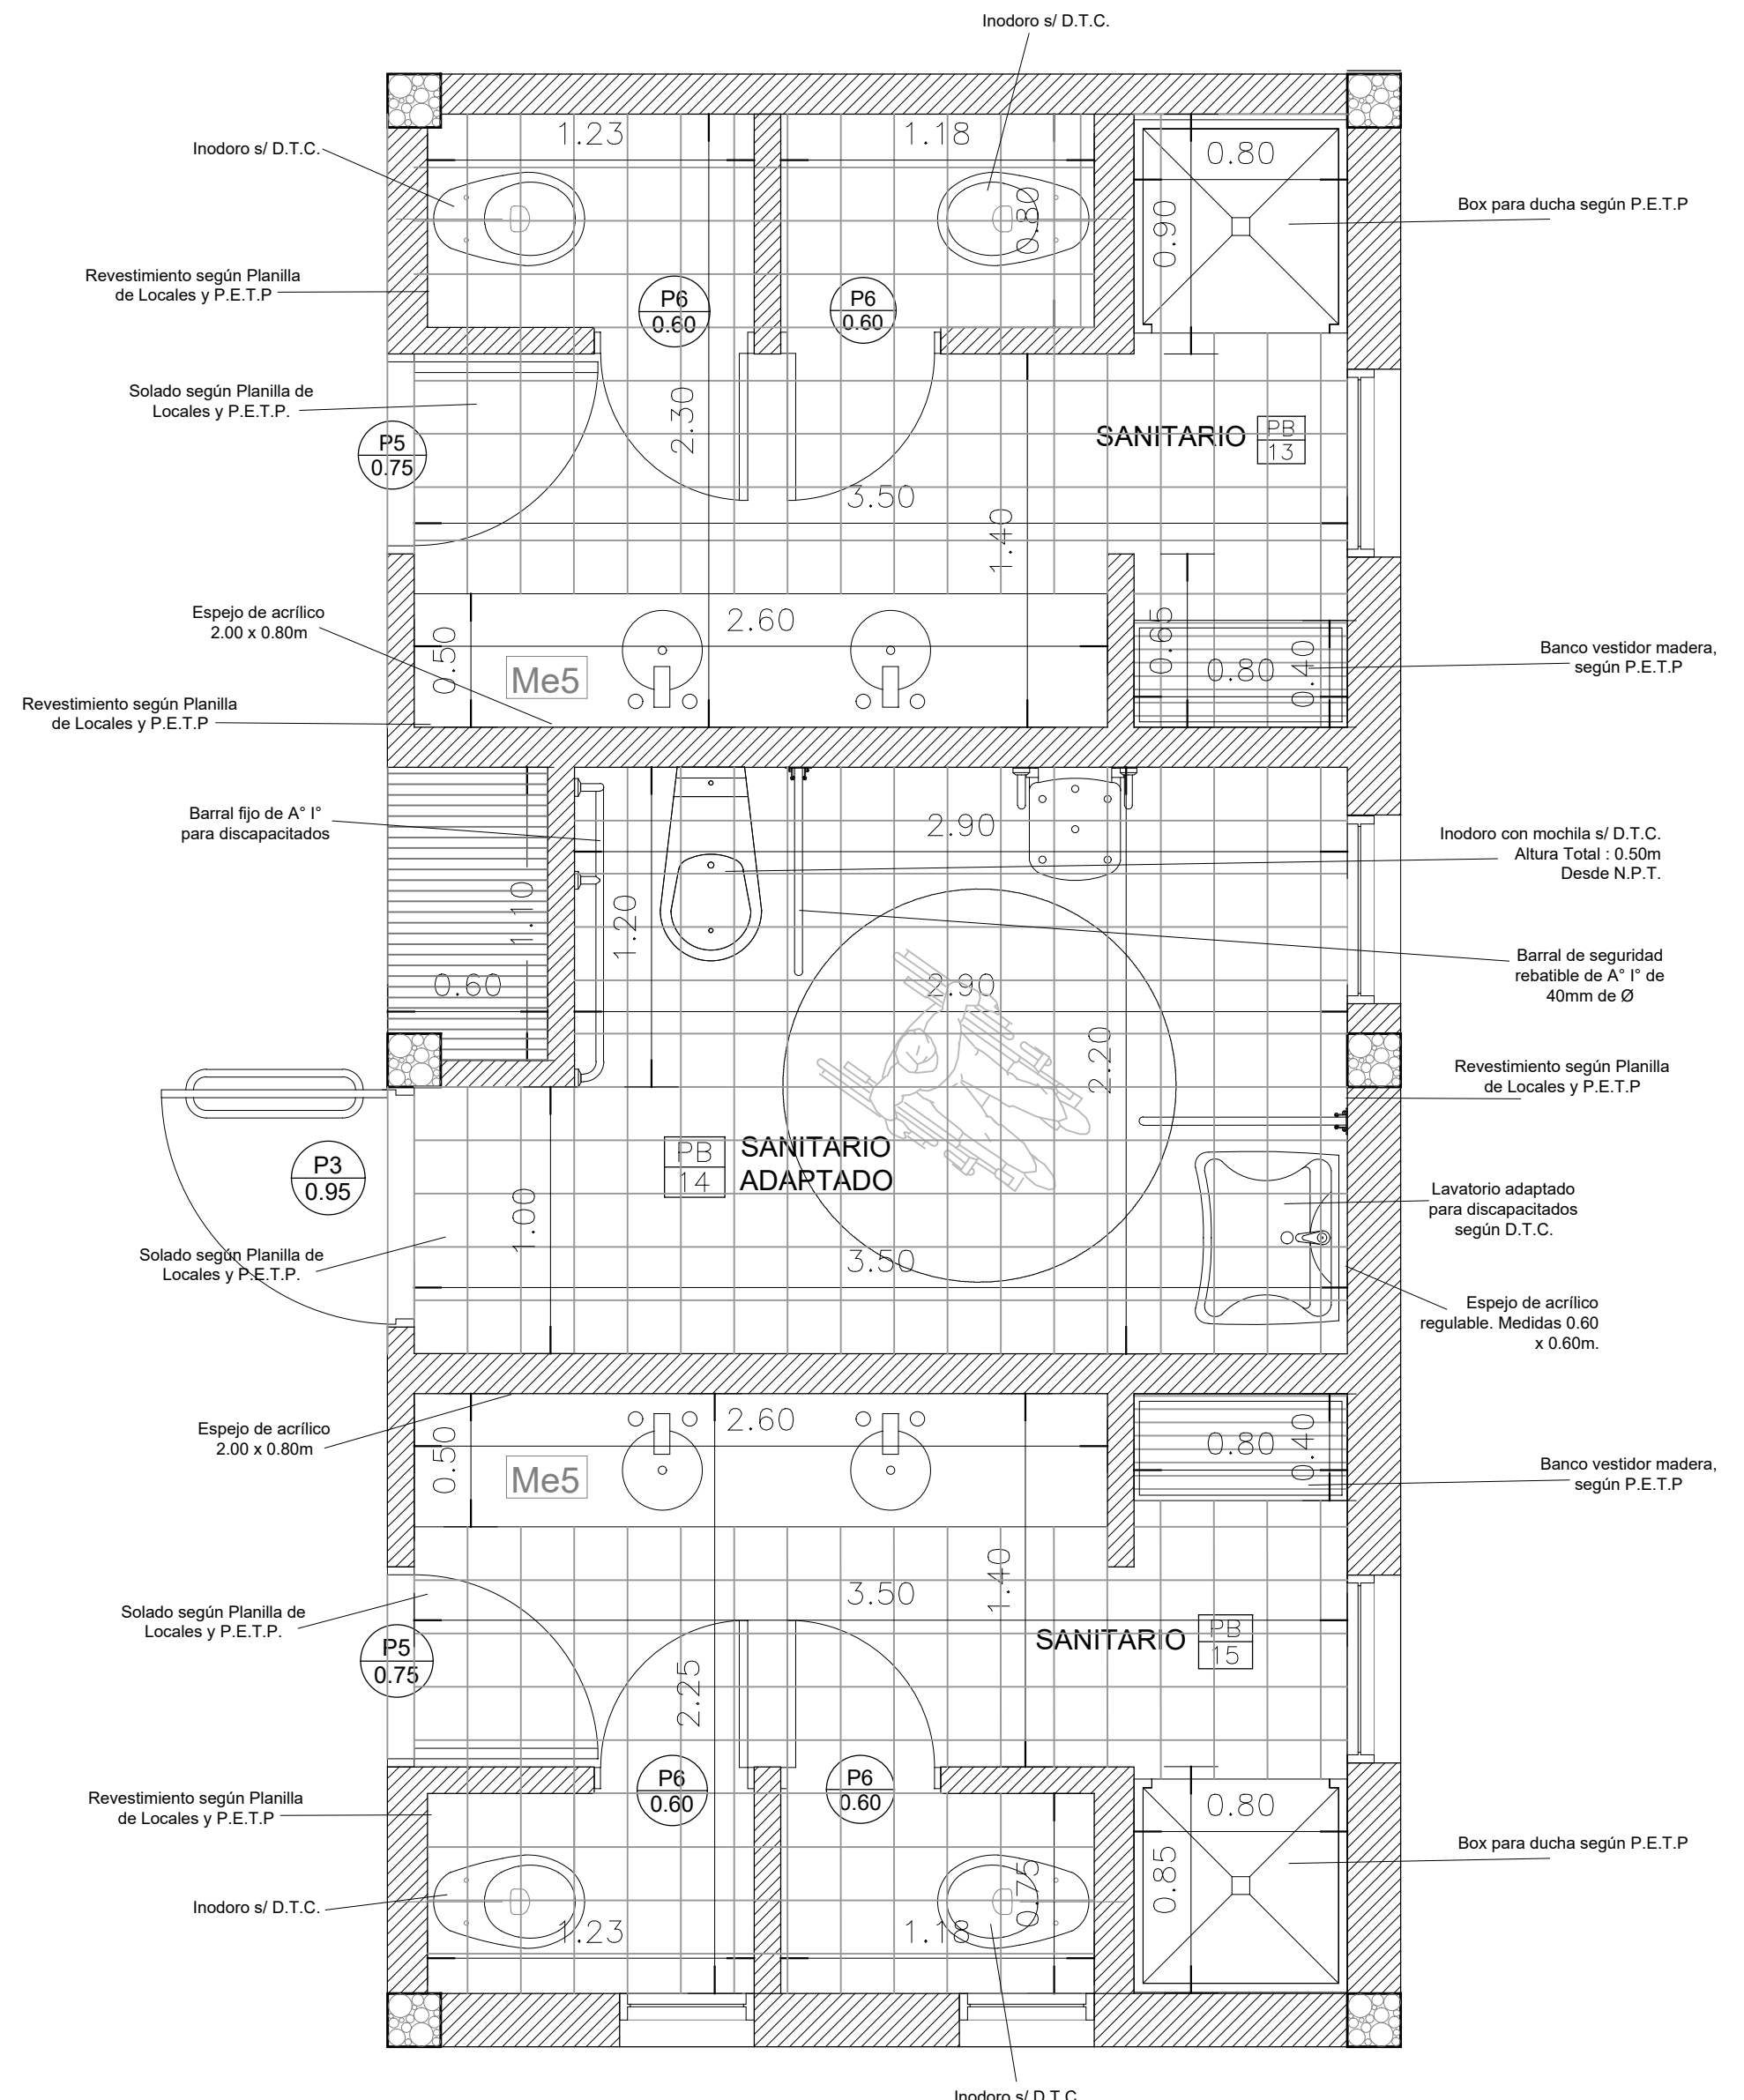 Inodoro s/ D.T.C.
1.23
1.18
0.80
Inodoro s/ D.T.C.
0.80
0.90
Box para ducha según P.E.T.P
Revestimiento según Planilla
de Locales y P.E.T.P
P6
0.60
P6
0.60
Solado según Planilla de
Locales y P.E.T.P.
2.30
SANITARIO
PB
13
P5
0.75
3.50
1.40
Espejo de acrílico
2.00 x 0.80m
2.60
0.65
0.50
Me5
0.80
0.40
Banco vestidor madera,
según P.E.T.P
Revestimiento según Planilla
de Locales y P.E.T.P
Barral fijo de A° I°
para discapacitados
2.90
Inodoro con mochila s/ D.T.C.
Altura Total : 0.50m
Desde N.P.T.
1.10
1.20
0.60
2.90
Barral de seguridad
rebatible de A° I° de
40mm de Ø
2.20
Revestimiento según Planilla
de Locales y P.E.T.P
P3
0.95
PB
14
SANITARIO
ADAPTADO
1.00
Lavatorio adaptado
para discapacitados
según D.T.C.
Solado según Planilla de
Locales y P.E.T.P.
3.50
Espejo de acrílico
regulable. Medidas 0.60
x 0.60m.
Espejo de acrílico
2.00 x 0.80m
2.60
0.50
Me5
0.80
0.40
Banco vestidor madera,
según P.E.T.P
3.50
1.40
Solado según Planilla de
Locales y P.E.T.P.
SANITARIO
PB
15
P5
0.75
2.25
P6
0.60
P6
0.60
Revestimiento según Planilla
de Locales y P.E.T.P
0.80
0.85
Box para ducha según P.E.T.P
0.75
Inodoro s/ D.T.C.
1.23
1.18
Inodoro s/ D.T.C.